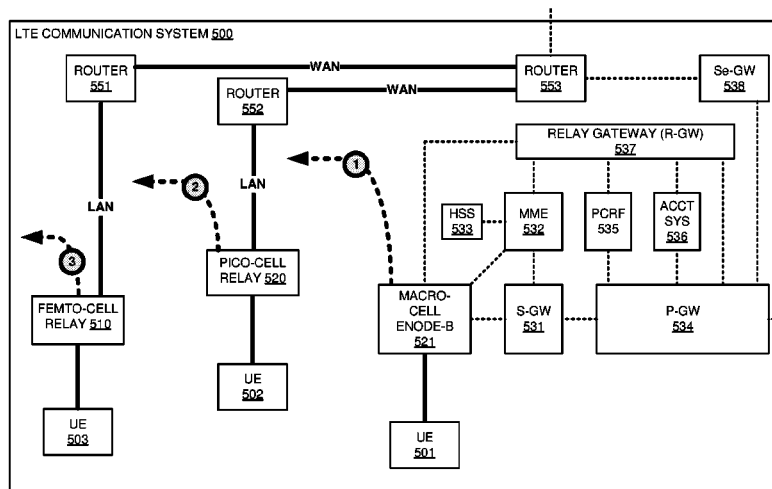 LTE COMMUNICATION SYSTEM 500
ROUTER
551
WAN
ROUTER
552
WAN
ROUTER
553
Se-GW
538
RELAY GATEWAY (R-GW)
537
1
2
3
LAN
LAN
HSS
533
MME
532
PCRF
535
ACCT
SYS
536
PICO-CELL
RELAY 520
FEMTO-CELL
RELAY 510
MACRO-
CELL
ENODE-B
521
S-GW
531
P-GW
534
UE
502
UE
503
UE
501